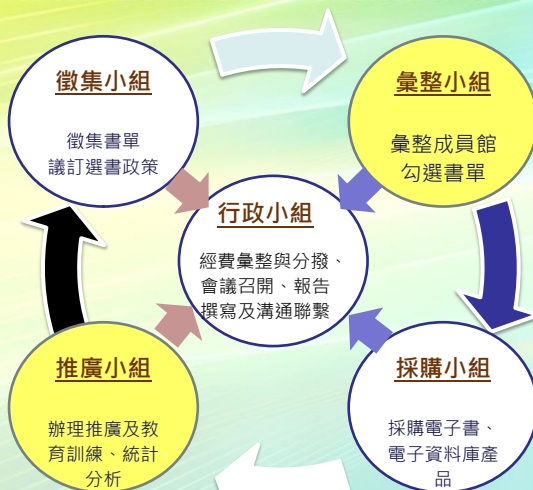 徵集小組
徵集書單
議訂選書政策
彙整小組
彙整成員館
勾選書單
行政小組
經費彙整與分撥、
會議召開、報告
撰寫及溝通聯繫
推廣小組
辦理推廣及教
育訓練、統計
分析
採購小組
採購電子書、
電子資料庫產
品